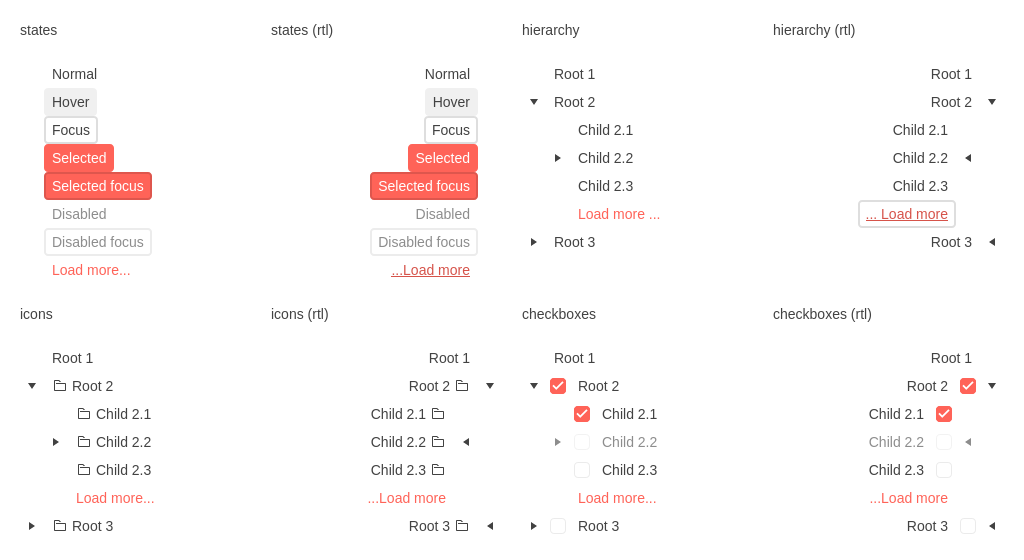 states
Normal
Hover
Focus
Selected
Selected focus
Disabled
Disabled focus
Load more...
states (rtl)
Normal
Hover
Focus
Selected
Selected focus
Disabled
Disabled focus
...Load more
hierarchy
Root 1
Root 2
Child 2.1
Child 2.2
Child 2.3
Load more ...
Root 3
hierarchy (rtl)
Root 1
Root 2
Child 2.1
Child 2.2
Child 2.3
... Load more
Root 3
icons
Root 1
Root 2
Child 2.1
Child 2.2
Child 2.3
Load more...
Root 3
icons (rtl)
Root 1
Root 2
Child 2.1
Child 2.2
Child 2.3
...Load more
Root 3
checkboxes
Root 1
Root 2
Child 2.1
Child 2.2
Child 2.3
Load more...
Root 3
checkboxes (rtl)
Root 1
Root 2
Child 2.1
Child 2.2
Child 2.3
...Load more
Root 3